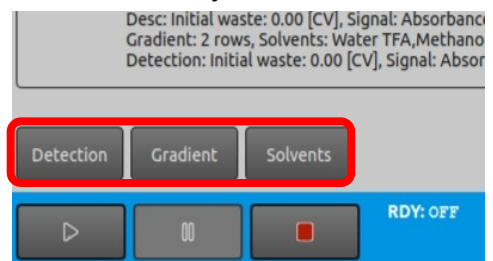 Desc: Initial waste: 0.00 [CV], Signal: Absorbance
Gradient: 2 rows, Solvents: Water TFA,Methano
Detection: Initial waste: 0.00 [CV], Signal: Absor
Detection Gradient Solvents
RDY: OFF